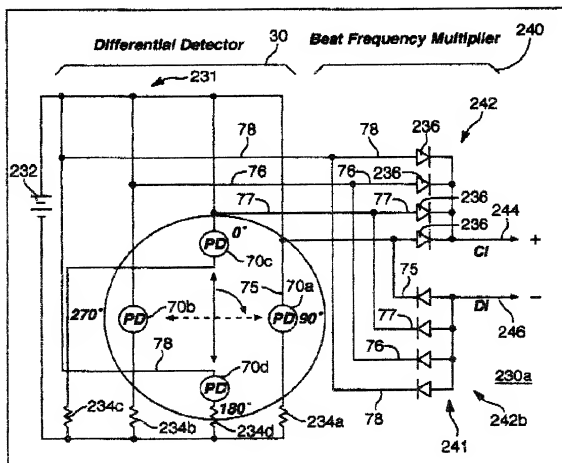 30
Differential Detector
Beat Frequency Multiplier
240
231
78
78
236
242
232
76
76
236
77
77
236
236
244
0°
CI
+
PD
70c
75
75
70a
DI
-
270°
70b
PD
PD
90°
77
246
78
PD
70d
76
230a
234c
180°
78
234b
234d
234a
241
242b